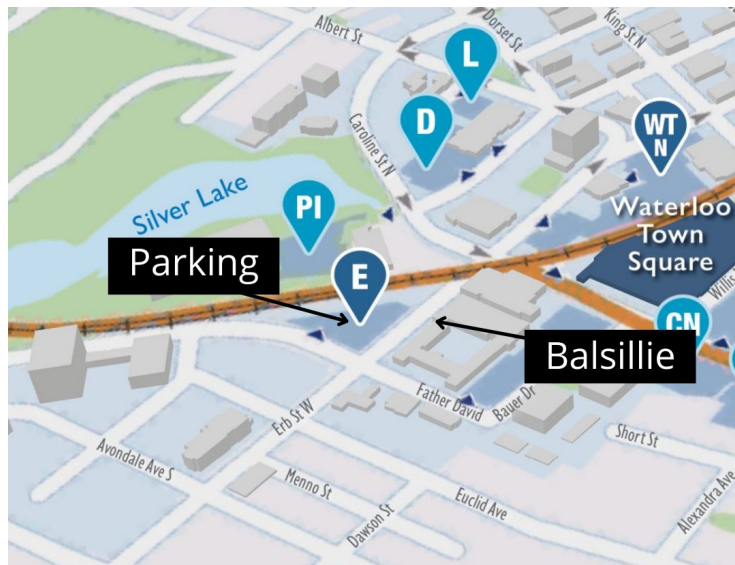 Albert St
Dorset St
King St N
L
D
Caroline St N
WT
N
Silver Lake
PI
Waterloo
Town
Square
Parking
E
Willis
CN
Balsillie
Father David
Bauer Dr
Erb St W
Short St
Avondale Ave S
Menno St
Euclid Ave
Alexandra Ave
Dawson St